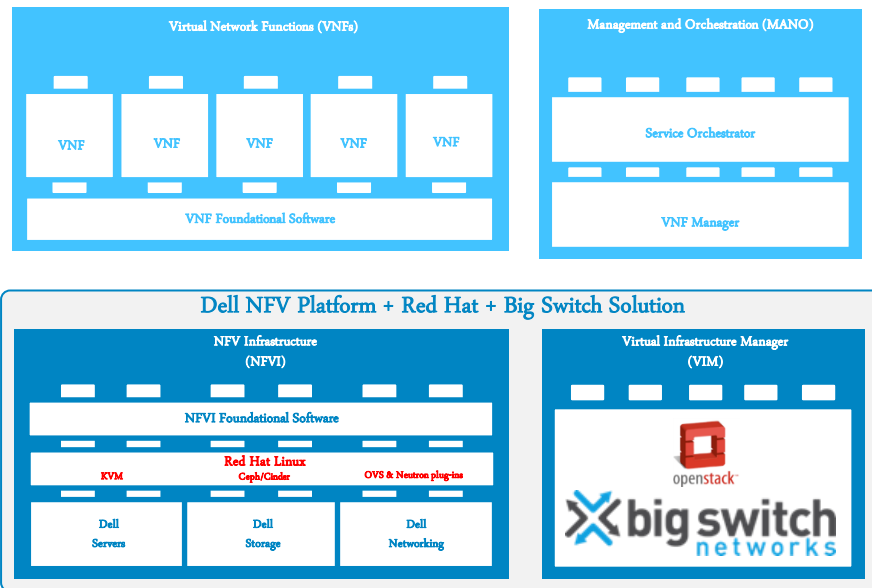 Virtual Network Functions (VNFs)
VNF
VNF
VNF
VNF
VNF
VNF Foundational Software
Management and Orchestration (MANO)
Service Orchestrator
VNF Manager
Dell NFV Platform + Red Hat + Big Switch Solution
NFV Infrastructure
(NFVI)
NFVI Foundational Software
Red Hat Linux
KVM
Ceph/Cinder
OVS & Neutron plug-ins
Dell
Servers
Dell
Storage
Dell
Networking
Virtual Infrastructure Manager
(VIM)
openstack™
big switch
networks